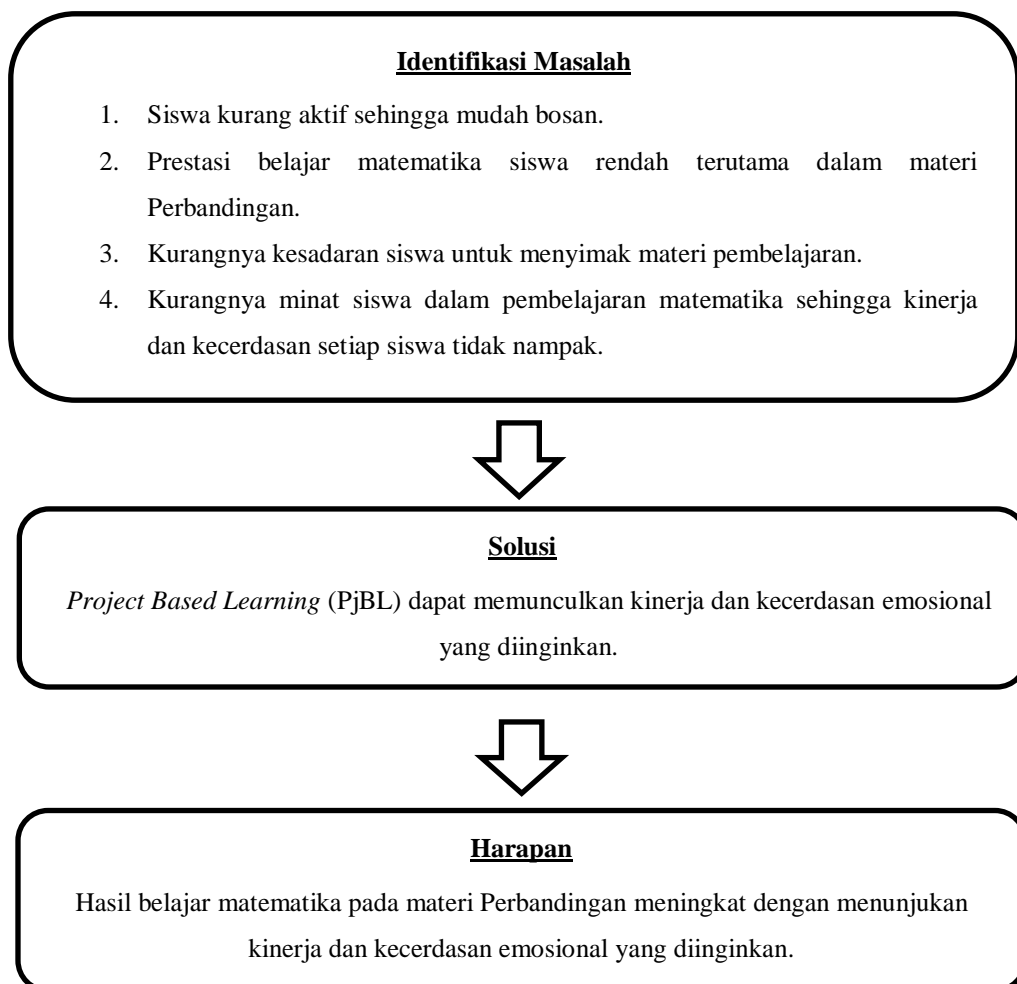 Identifikasi Masalah
1. Siswa kurang aktif sehingga mudah bosan.
2. Prestasi belajar matematika siswa rendah terutama dalam materi
Perbandingan.
3. Kurangnya kesadaran siswa untuk menyimak materi pembelajaran.
4. Kurangnya minat siswa dalam pembelajaran matematika sehingga kinerja
dan kecerdasan setiap siswa tidak nampak.
Solusi
Project Based Learning (PjBL) dapat memunculkan kinerja dan kecerdasan emosional
yang diinginkan.
Harapan
Hasil belajar matematika pada materi Perbandingan meningkat dengan menunjukan
kinerja dan kecerdasan emosional yang diinginkan.